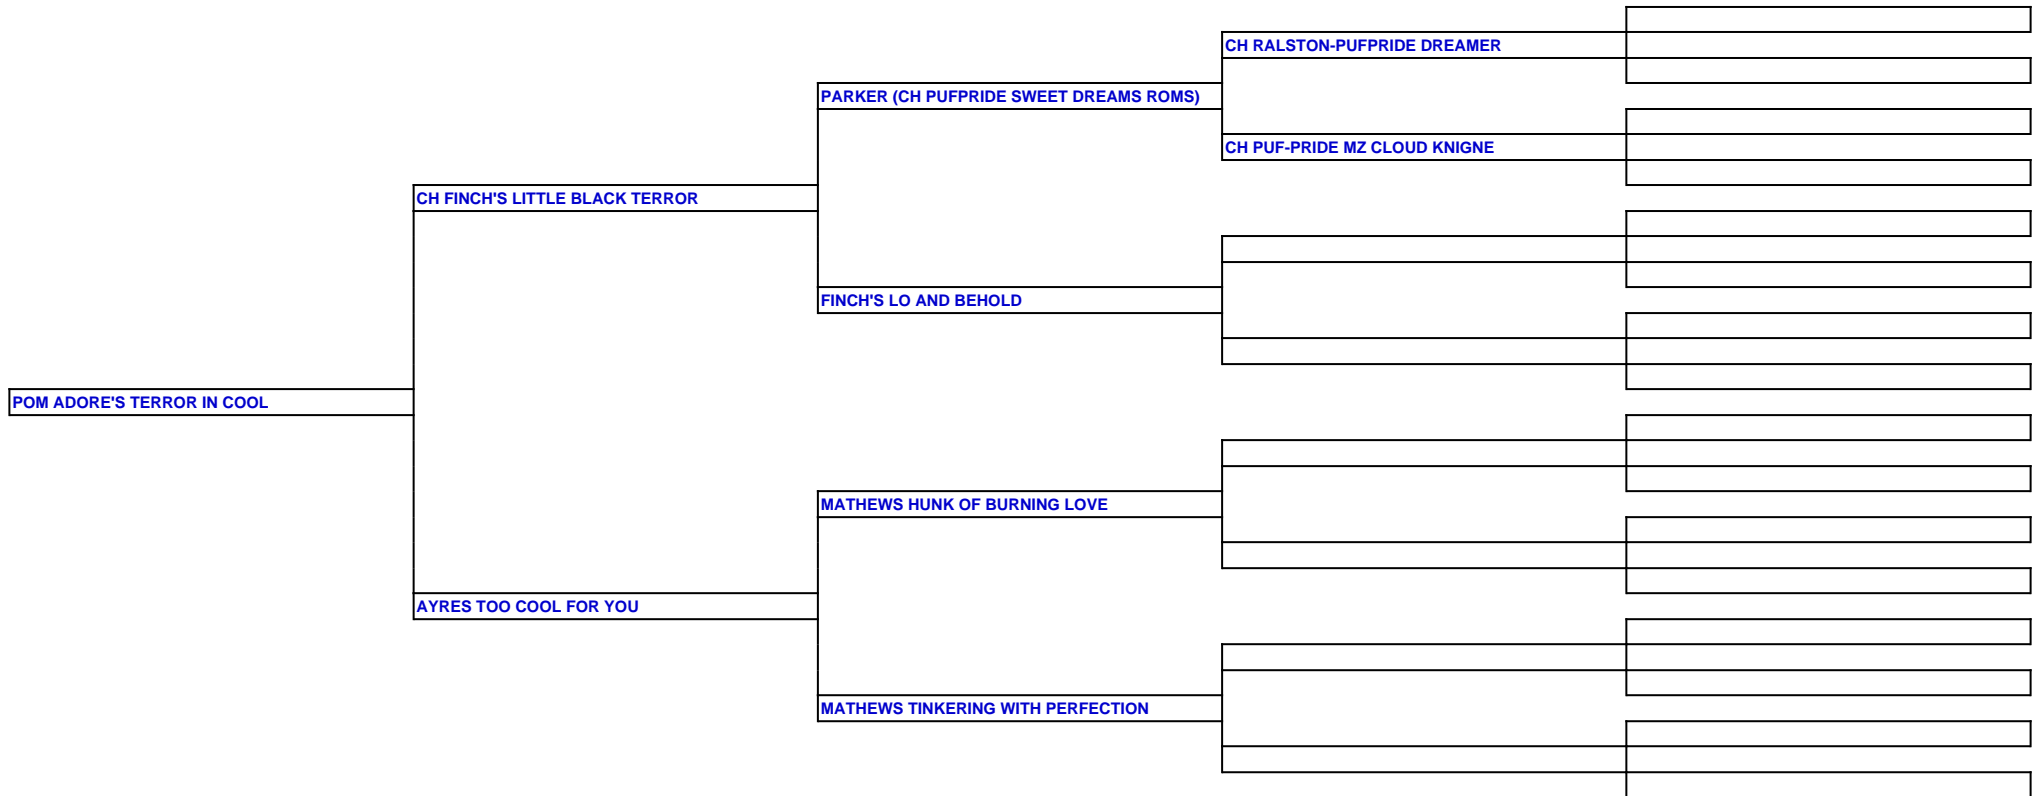 CH RALSTON-PUFPRIDE DREAMER
PARKER (CH PUFPRIDE SWEET DREAMS ROMS)
CH PUF-PRIDE MZ CLOUD KNIGNE
CH FINCH'S LITTLE BLACK TERROR
FINCH'S LO AND BEHOLD
POM ADORE'S TERROR IN COOL
MATHEWS HUNK OF BURNING LOVE
AYRES TOO COOL FOR YOU
MATHEWS TINKERING WITH PERFECTION